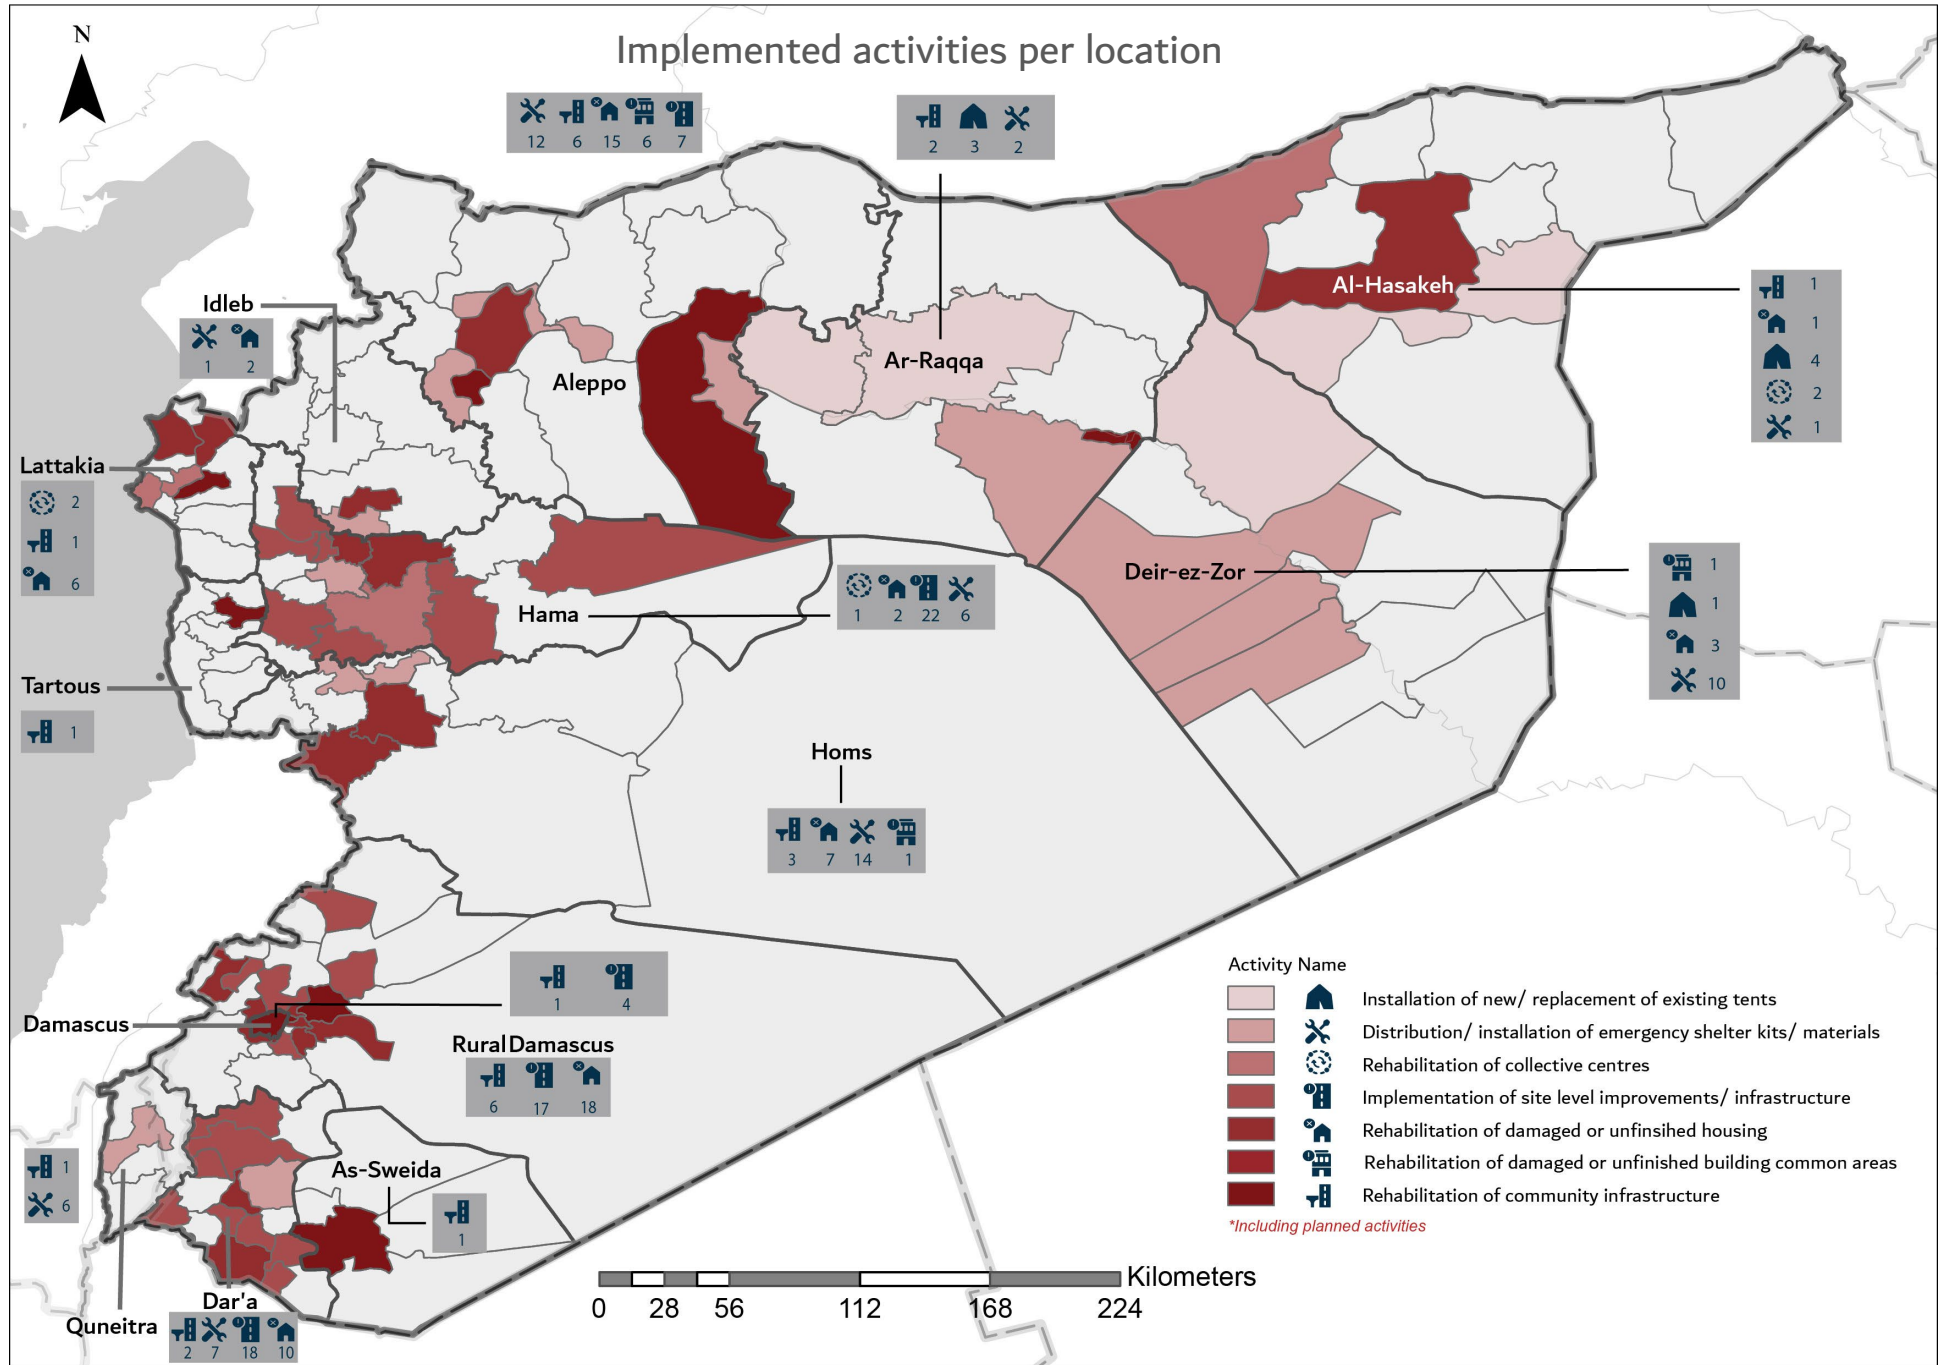 N
Implemented activities per location
12 6 15 6 7
2 3 2
Idleb
1 2
Al-Hasakeh
1
1
4
2
1
Ar-Raqqa
Aleppo
Lattakia
2
1
6
Deir-ez-Zor
1
1
3
10
Hama
1 2 22 6
Tartous
1
Homs
3 7 14 1
1 4
Damascus
Rural Damascus
6 17 18
As-Sweida
1
1
6
Quneitra
Dar'a
2 7 18 10
Activity Name
Installation of new/ replacement of existing tents
Distribution/ installation of emergency shelter kits/ materials
Rehabilitation of collective centres
Implementation of site level improvements/ infrastructure
Rehabilitation of damaged or unfinsihed housing
Rehabilitation of damaged or unfinished building common areas
Rehabilitation of community infrastructure
*Including planned activities
Kilometers
0 28 56 112 168 224